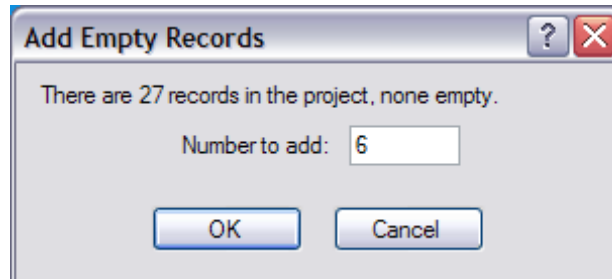 Add Empty Records
?
There are 27 records in the project, none empty.
Number to add: 6
OK Cancel